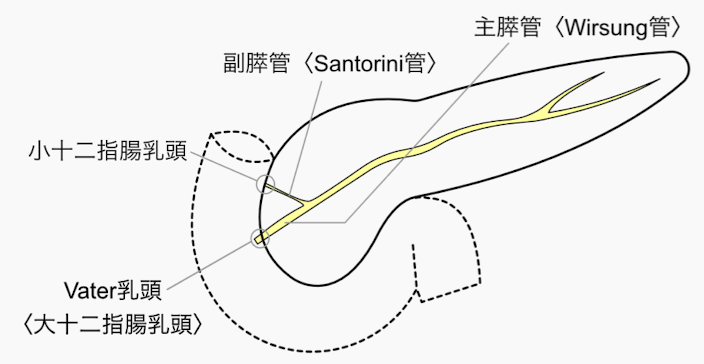 主膵管〈Wirsung管〉
副膵管〈Santorini管〉
小十二指腸乳頭
Vater乳頭
〈大十二指腸乳頭〉